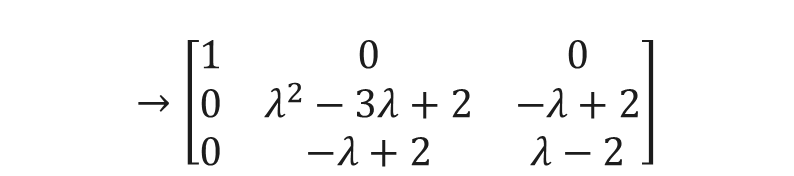 → [1 0 0
0 λ² − 3λ + 2 −λ + 2
0 −λ + 2 λ − 2]